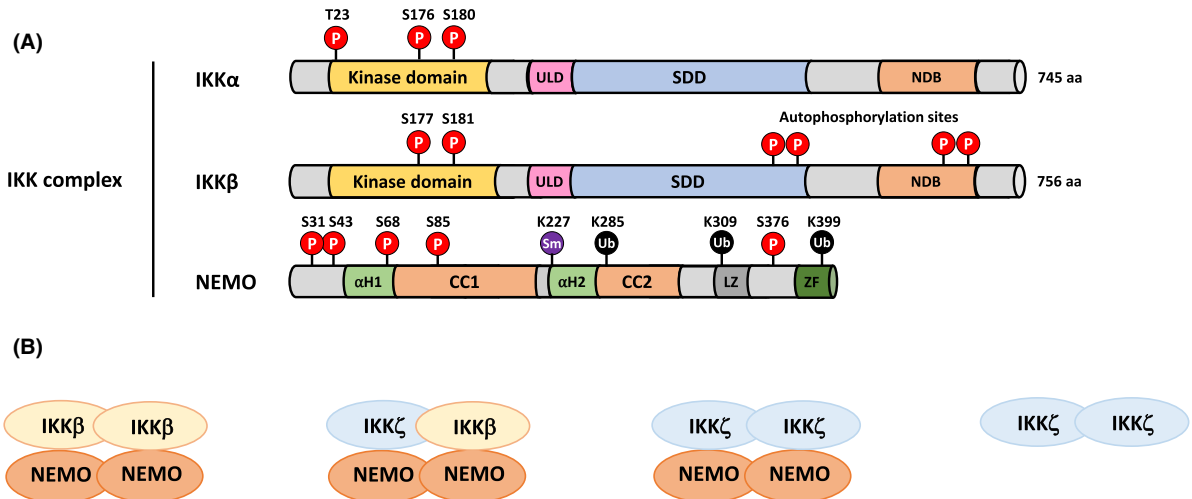 (A)
T23 S176 S180
P P P
IKKα Kinase domain ULD SDD NDB 745 aa
S177 S181 Autophosphorylation sites
P P P P P P
IKK complex
IKKβ Kinase domain ULD SDD NDB 756 aa
S31 S43 S68 S85 K227 K285 K309 S376 K399
P P P P Sm Ub Ub P Ub
NEMO αH1 CC1 αH2 CC2 LZ ZF
(B)
IKKβ IKKβ IKKζ IKKβ IKKζ IKKζ IKKζ IKKζ
NEMO NEMO NEMO NEMO NEMO NEMO